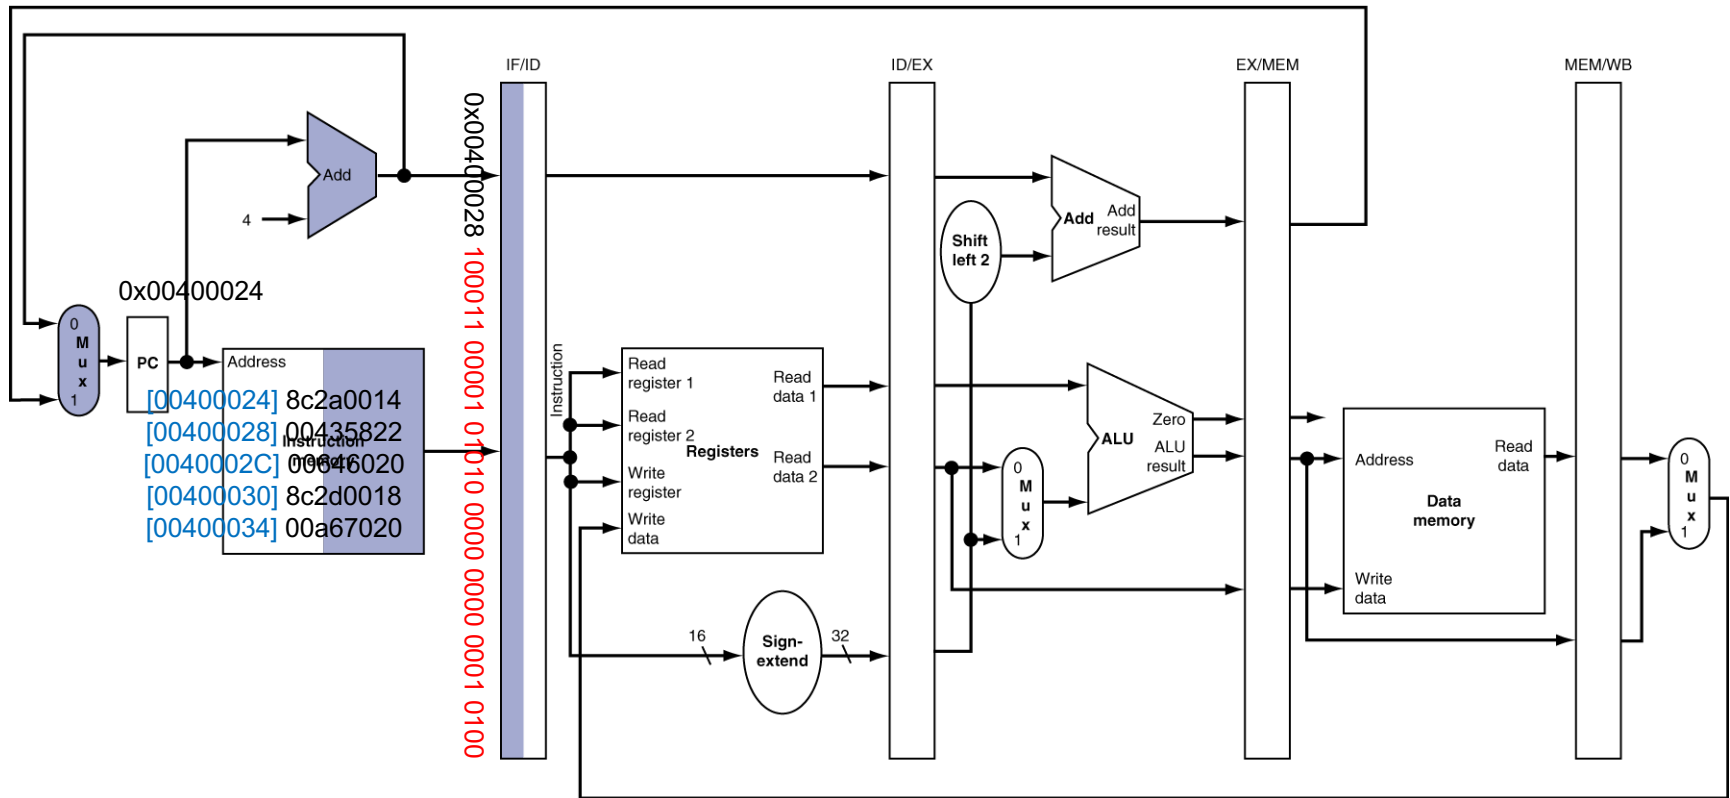 IF/ID
ID/EX
EX/MEM
MEM/WB
Add
4
0x00400028 100011 00001 01010 0000 0000 0001 0100
Add
Add
result
Shift
left 2
0x00400024
0
M
u
x
1
PC
Address
[00400024] 8c2a0014
[00400028] 00435822
[0040002C] 00646020
[00400030] 8c2d0018
[00400034] 00a67020
Instruction
memory
Instruction
Read
register 1
Read
register 2
Write
register
Write
data
Registers
Read
data 1
Read
data 2
16
Sign-
extend
32
0
M
u
x
1
ALU
Zero
ALU
result
Address
Read
data
Data
memory
Write
data
0
M
u
x
1